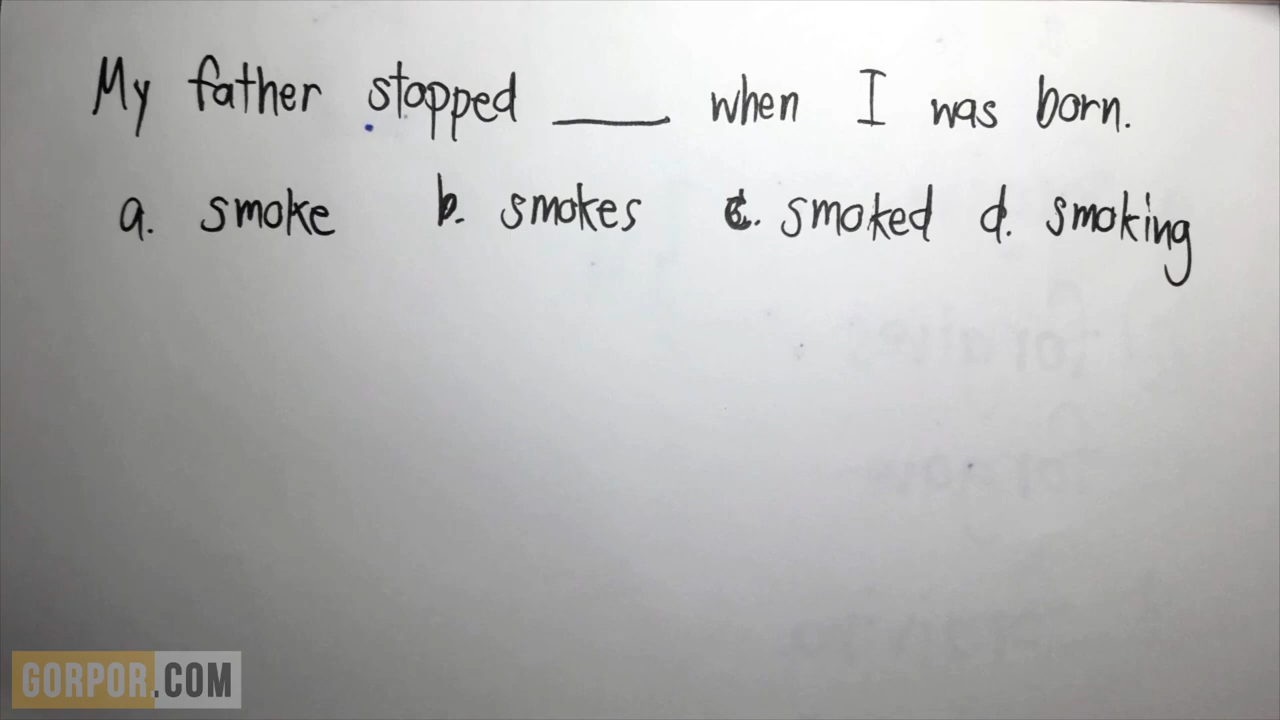 My father stopped ____ when I was born.
a. smoke b. smokes c. smoked d. smoking
GORPOR.COM